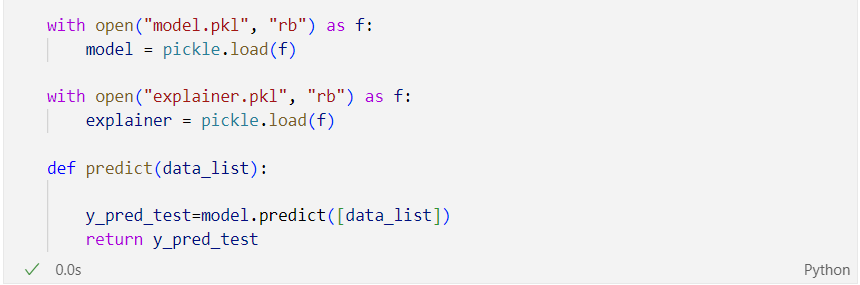 with open("model.pkl", "rb") as f:
    model = pickle.load(f)

with open("explainer.pkl", "rb") as f:
    explainer = pickle.load(f)

def predict(data_list):

    y_pred_test=model.predict([data_list])
    return y_pred_test
0.0s
Python